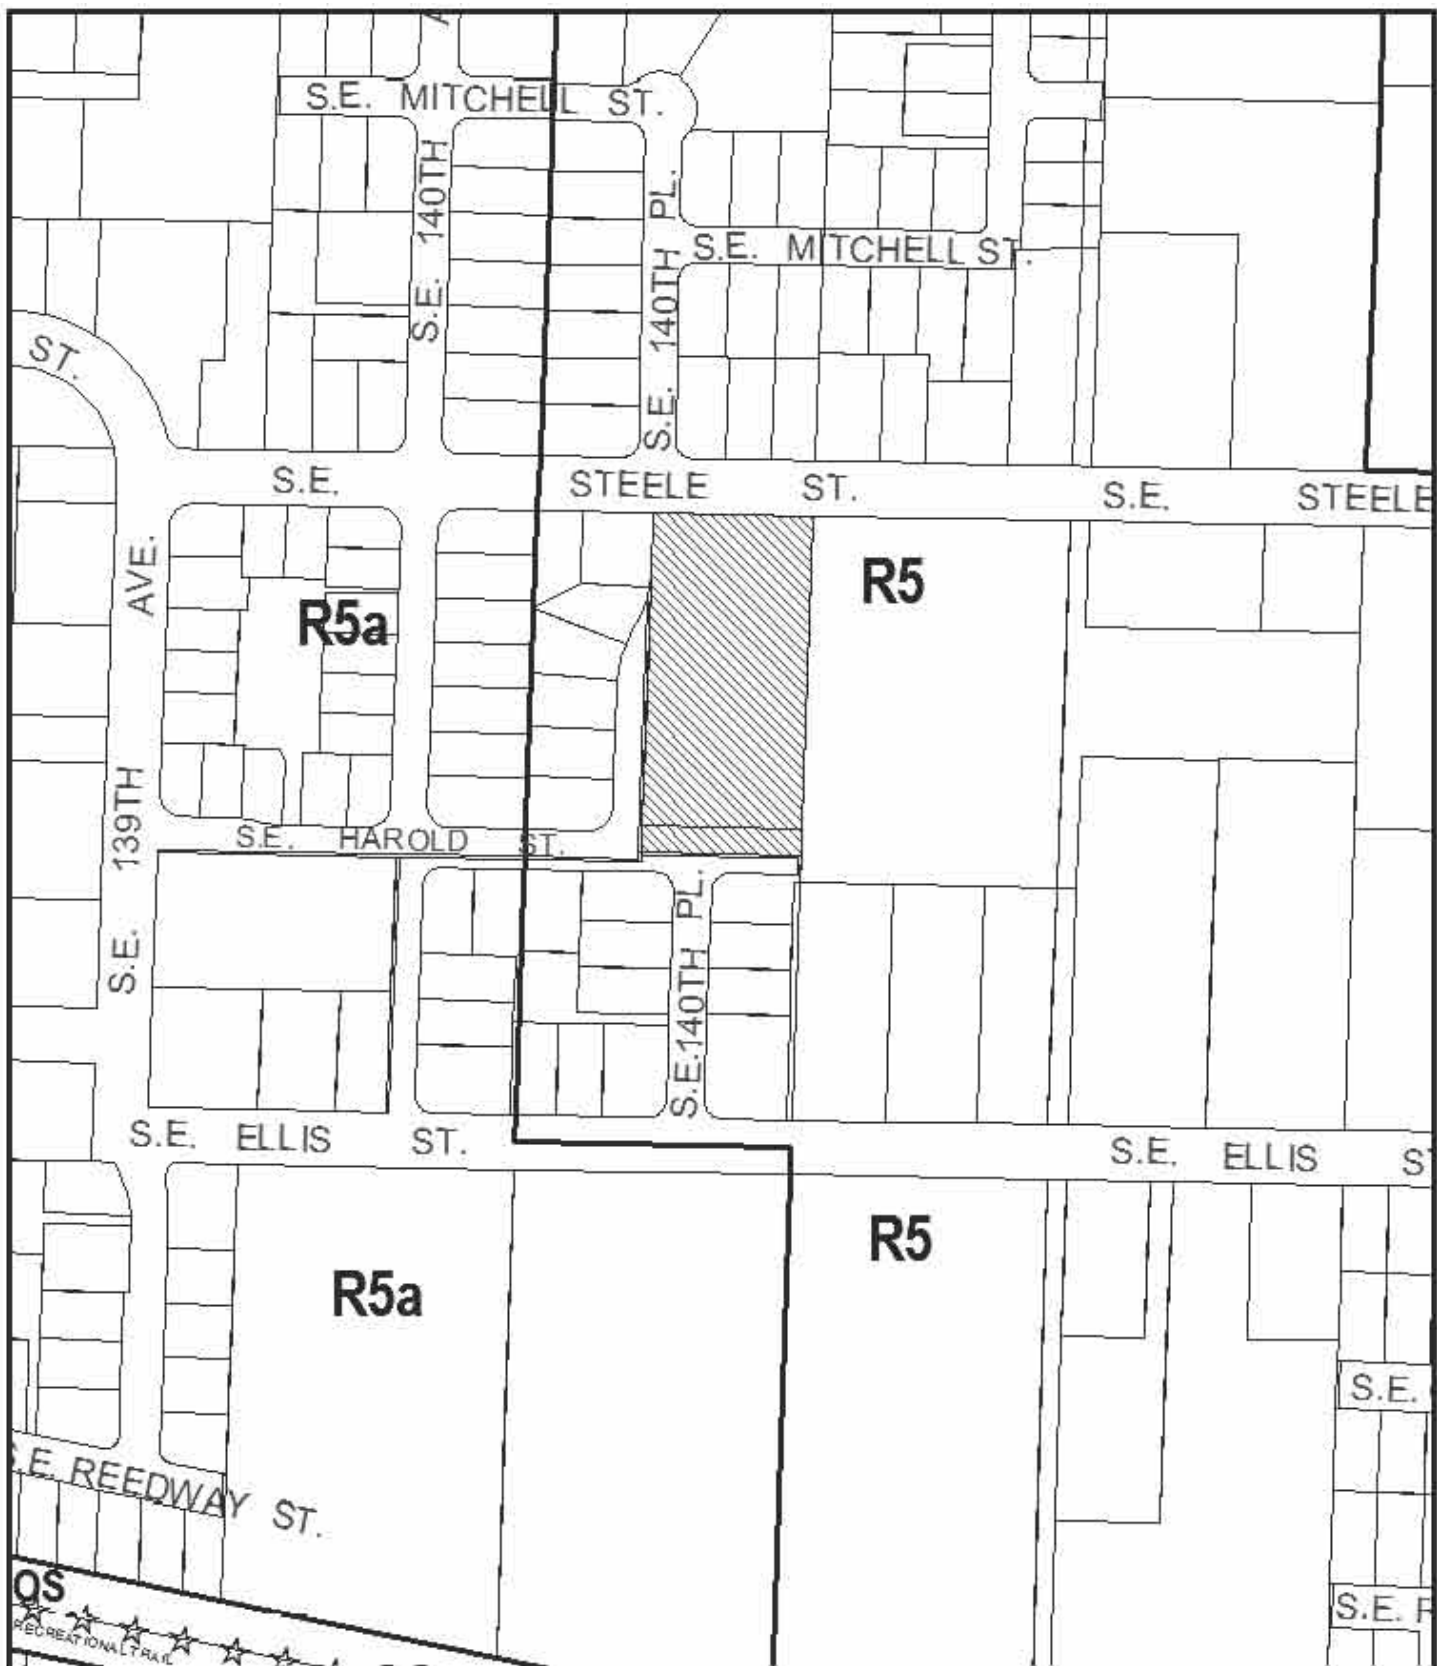 S.E. MITCHELL ST.
S.E. 140TH
S.E. 140TH PL.
S.E. MITCHELL ST.
ST.
S.E. STEELE ST. S.E. STEELE
S.E. 139TH AVE.
R5a
R5
S.E. HAROLD ST.
S.E. 140TH PL.
S.E. ELLIS ST. S.E. ELLIS
R5
R5a
S.E.
S.E. REEDWAY ST.
OS
RECREATIONAL TRAIL
S.E.